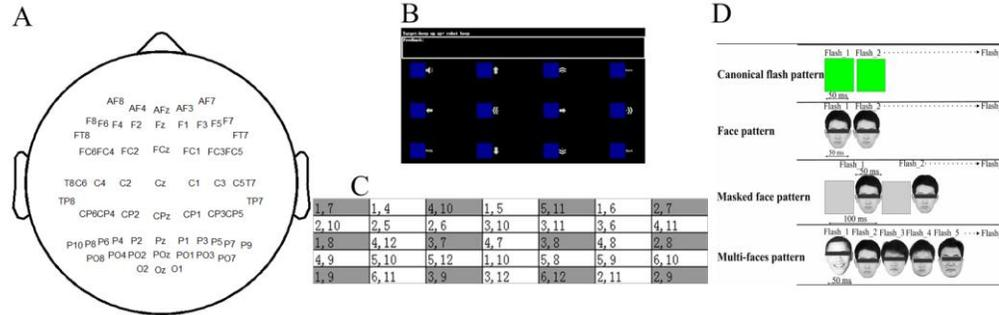 A
AF8 AF4 AFz AF3 AF7
F8 F6 F4 F2 Fz F1 F3 F5 F7
FT8 FT7
FC6 FC4 FC2 FCz FC1 FC3 FC5
T8 C6 C4 C2 Cz C1 C3 C5 T7
TP8 TP7
CP6 CP4 CP2 CPz CP1 CP3 CP5
P10 P8 P6 P4 P2 Pz P1 P3 P5 P7 P9
PO8 PO4 PO2 POz PO1 PO3 PO7
O2 Oz O1
B
Feedback:
C
1,7 1,4 4,10 1,5 5,11 1,6 2,7
2,10 2,5 2,6 3,10 3,11 3,6 4,11
1,8 4,12 3,7 4,7 3,8 4,8 2,8
4,9 5,10 5,12 1,10 5,8 5,9 6,10
1,9 6,11 3,9 3,12 6,12 2,11 2,9
D
Flash_1 Flash_2 Flash_
Canonical flash pattern
50 ms
Flash_1 Flash_2 Flash_
Face pattern
50 ms
Flash_1 Flash_2 Flash_
50 ms
Masked face pattern
100 ms
Flash_1 Flash_2 Flash_3 Flash_4 Flash_5 Flash_
Multi-faces pattern
50 ms